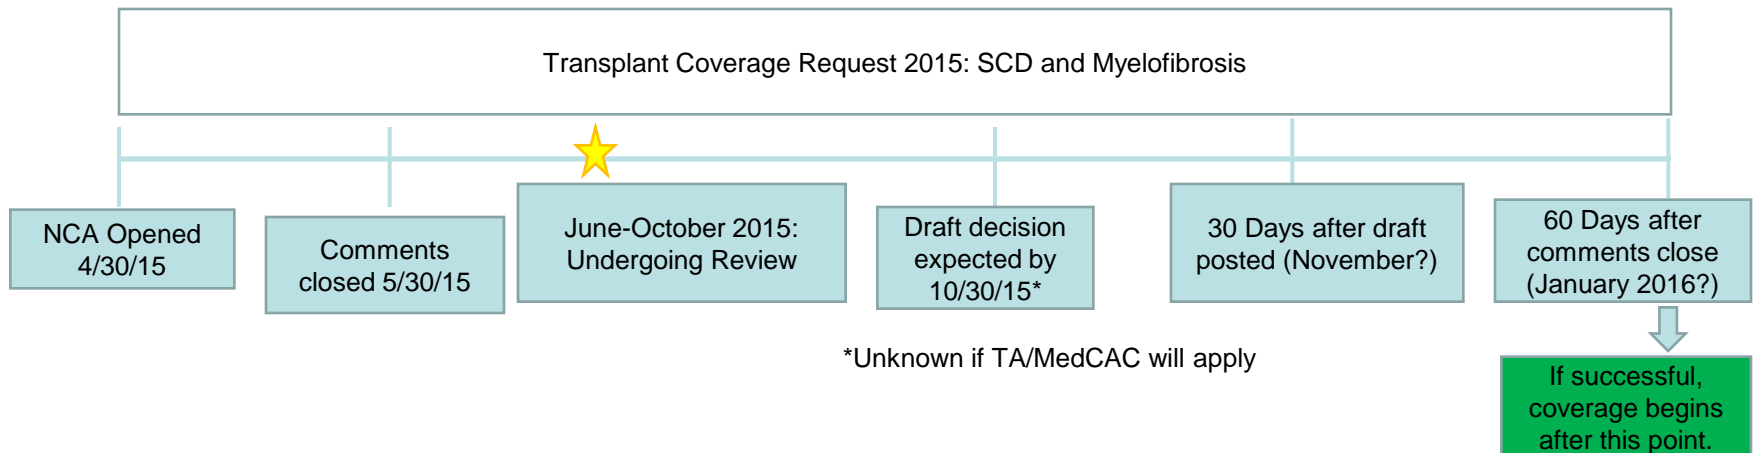 Transplant Coverage Request 2015: SCD and Myelofibrosis
NCA Opened
4/30/15
Comments
closed 5/30/15
June-October 2015:
Undergoing Review
Draft decision
expected by
10/30/15*
30 Days after draft
posted (November?)
60 Days after
comments close
(January 2016?)
*Unknown if TA/MedCAC will apply
If successful,
coverage begins
after this point.